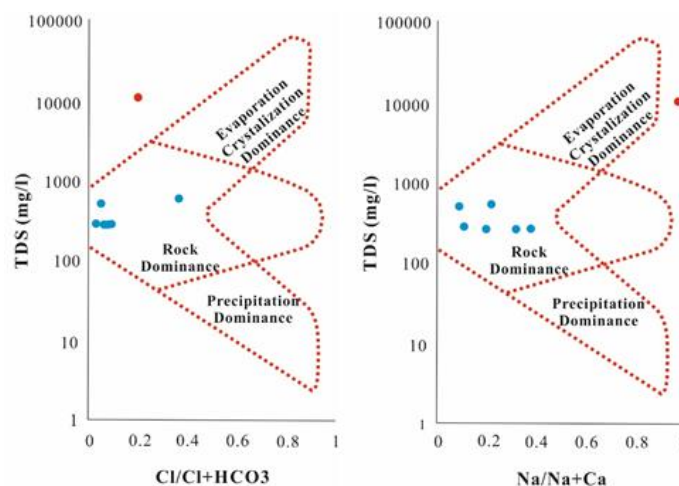 100000
10000
1000
100
10
1
TDS (mg/l)
Evaporation
Crystalization
Dominance
Rock
Dominance
Precipitation
Dominance
0
0.2
0.4
0.6
0.8
1
Cl/Cl+HCO3
100000
10000
1000
100
10
1
TDS (mg/l)
Evaporation
Crystalization
Dominance
Rock
Dominance
Precipitation
Dominance
0
0.2
0.4
0.6
0.8
Na/Na+Ca